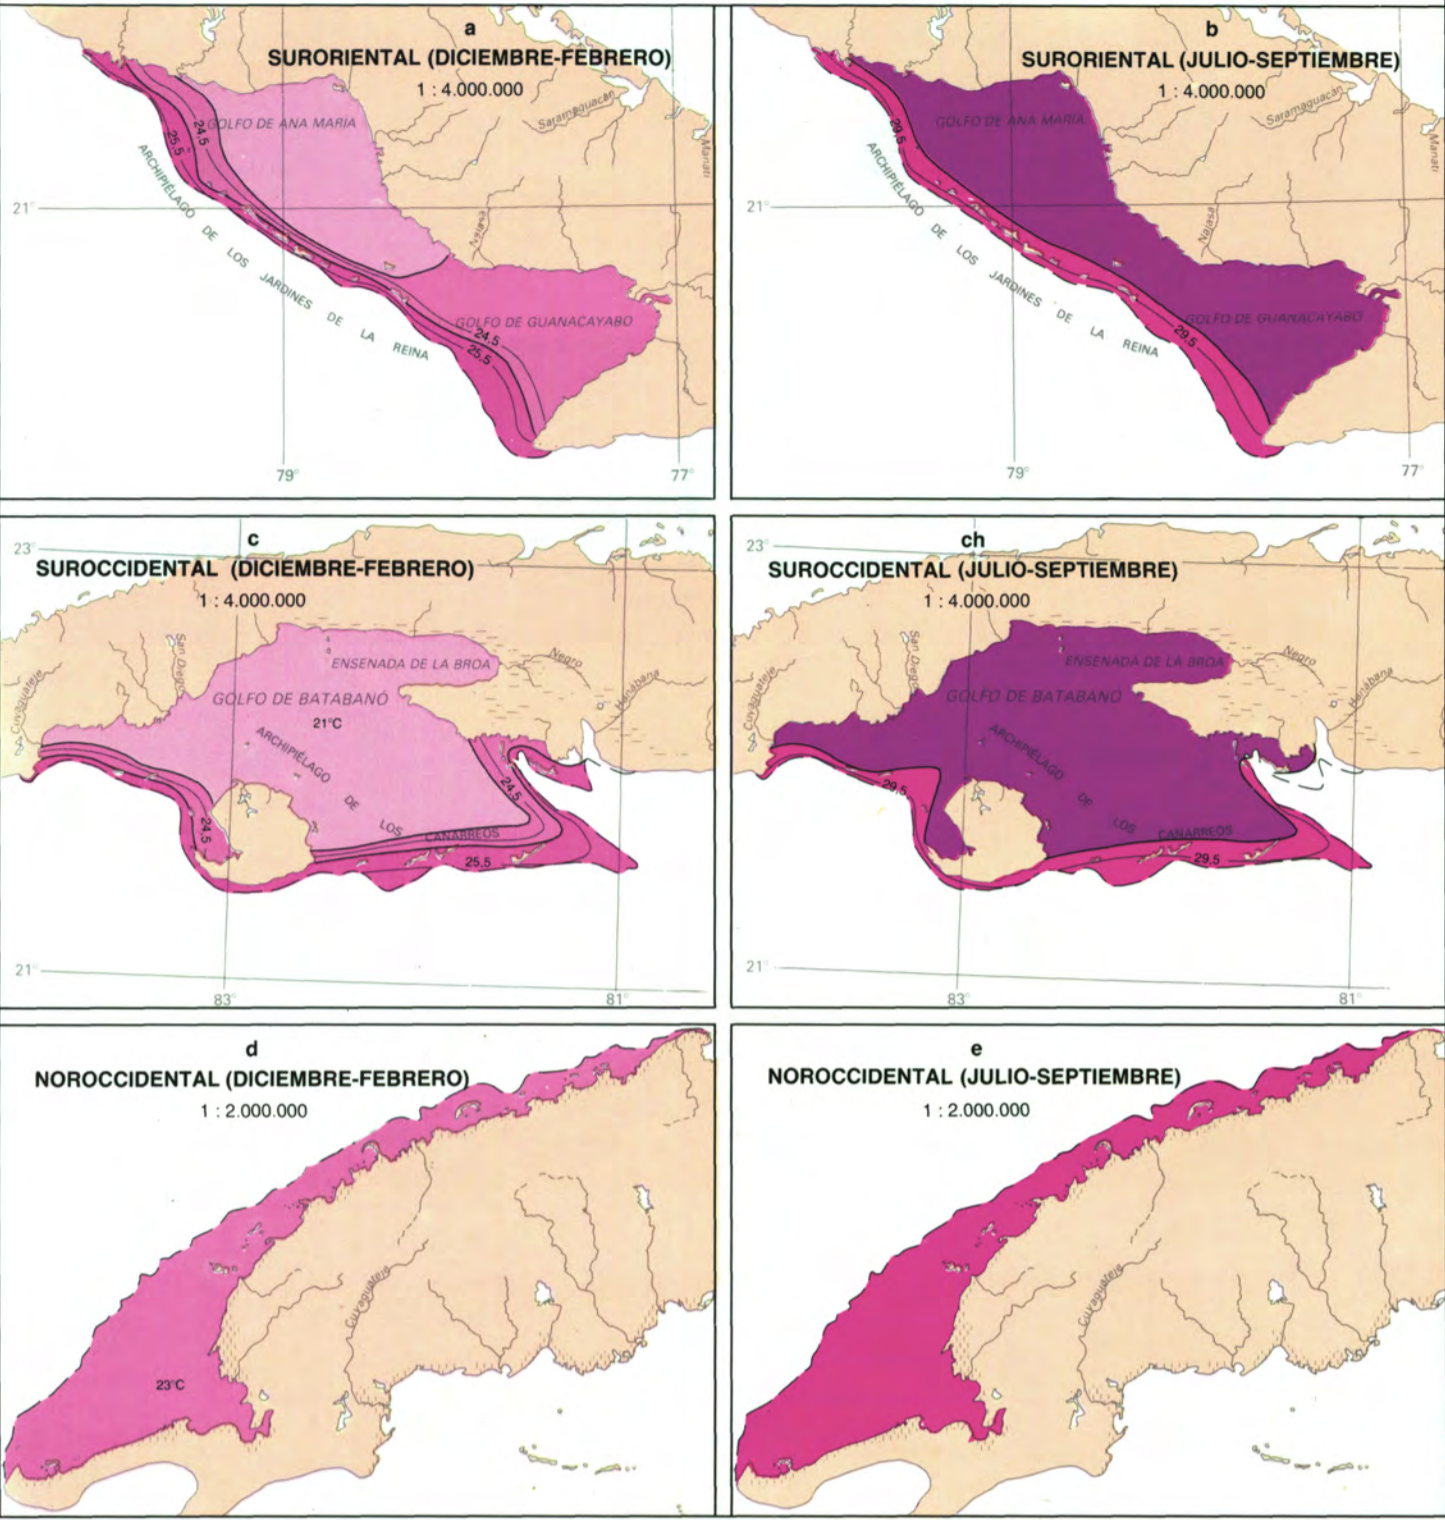 a
SURORIENTAL (DICIEMBRE-FEBRERO)
1 : 4.000.000
GOLFO DE ANA MARIA
Saramaguacán
Manatí
24,5
25,5
ARCHIPIÉLAGO DE LOS JARDINES DE LA REINA
21°
Najasa
GOLFO DE GUANACAYABO
24,5
25,5
79°
77°
b
SURORIENTAL (JULIO-SEPTIEMBRE)
1 : 4.000.000
GOLFO DE ANA MARIA
Saramaguacán
Manatí
29,5
ARCHIPIÉLAGO DE LOS JARDINES DE LA REINA
21°
Najasa
GOLFO DE GUANACAYABO
29,5
79°
77°
c
23°
SUROCCIDENTAL (DICIEMBRE-FEBRERO)
1 : 4.000.000
San Diego
ENSENADA DE LA BROA
Negro
Hanábana
Cuyaguateje
GOLFO DE BATABANÓ
21°C
ARCHIPIÉLAGO DE LOS CANARREOS
24,5
24,5
25,5
21°
83°
81°
ch
23°
SUROCCIDENTAL (JULIO-SEPTIEMBRE)
1 : 4.000.000
San Diego
ENSENADA DE LA BROA
Negro
Hanábana
Cuyaguateje
GOLFO DE BATABANÓ
ARCHIPIÉLAGO DE LOS CANARREOS
29,5
29,5
21°
83°
81°
d
NOROCCIDENTAL (DICIEMBRE-FEBRERO)
1 : 2.000.000
Cuyaguateje
23°C
e
NOROCCIDENTAL (JULIO-SEPTIEMBRE)
1 : 2.000.000
Cuyaguateje